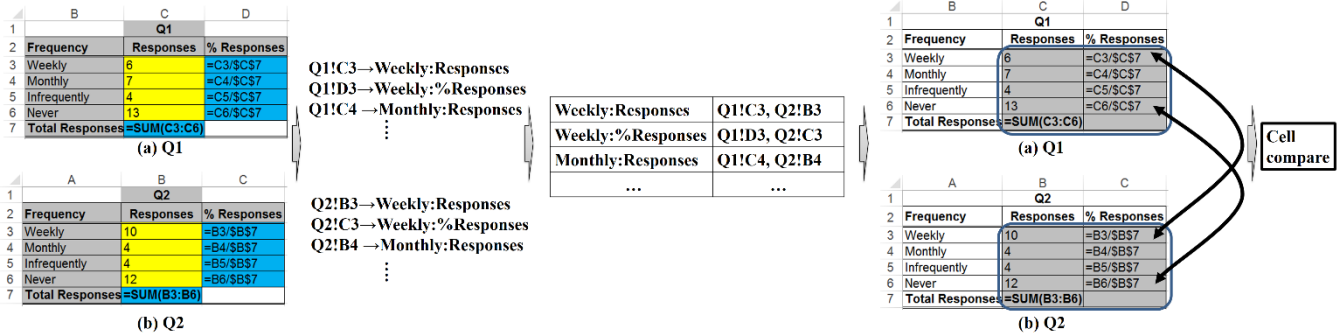 B C D
1 Q1
2 Frequency Responses % Responses
3 Weekly 6 =C3/$C$7
4 Monthly 7 =C4/$C$7
5 Infrequently 4 =C5/$C$7
6 Never 13 =C6/$C$7
7 Total Responses =SUM(C3:C6)
(a) Q1
A B C
1 Q2
2 Frequency Responses % Responses
3 Weekly 10 =B3/$B$7
4 Monthly 4 =B4/$B$7
5 Infrequently 4 =B5/$B$7
6 Never 12 =B6/$B$7
7 Total Responses =SUM(B3:B6)
(b) Q2
Q1!C3→Weekly:Responses
Q1!D3→Weekly:%Responses
Q1!C4 →Monthly:Responses
⋮
Q2!B3→Weekly:Responses
Q2!C3→Weekly:%Responses
Q2!B4 →Monthly:Responses
⋮
Weekly:Responses Q1!C3, Q2!B3
Weekly:%Responses Q1!D3, Q2!C3
Monthly:Responses Q1!C4, Q2!B4
... ...
B C D
1 Q1
2 Frequency Responses % Responses
3 Weekly 6 =C3/$C$7
4 Monthly 7 =C4/$C$7
5 Infrequently 4 =C5/$C$7
6 Never 13 =C6/$C$7
7 Total Responses =SUM(C3:C6)
(a) Q1
A B C
1 Q2
2 Frequency Responses % Responses
3 Weekly 10 =B3/$B$7
4 Monthly 4 =B4/$B$7
5 Infrequently 4 =B5/$B$7
6 Never 12 =B6/$B$7
7 Total Responses =SUM(B3:B6)
(b) Q2
Cell
compare